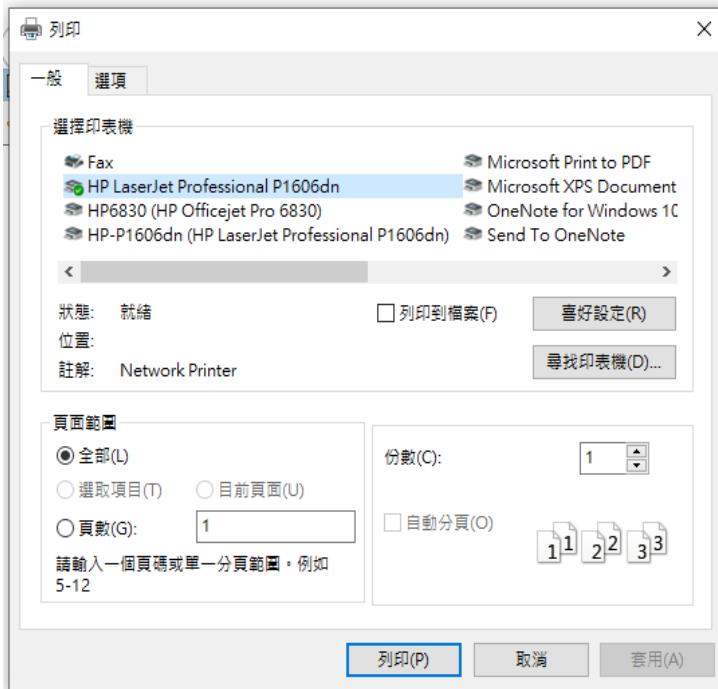 列印
一般
選項
選擇印表機
Fax
HP LaserJet Professional P1606dn
HP6830 (HP Officejet Pro 6830)
HP-P1606dn (HP LaserJet Professional P1606dn)
Microsoft Print to PDF
Microsoft XPS Document
OneNote for Windows 10
Send To OneNote
狀態: 就緒
位置:
註解: Network Printer
列印到檔案(F)
喜好設定(R)
尋找印表機(D)...
頁面範圍
全部(L)
選取項目(T)
目前頁面(U)
頁數(G): 1
請輸入一個頁碼或單一分頁範圍。例如
5-12
份數(C): 1
自動分頁(O)
1 1 2 2 3 3
列印(P)
取消
套用(A)